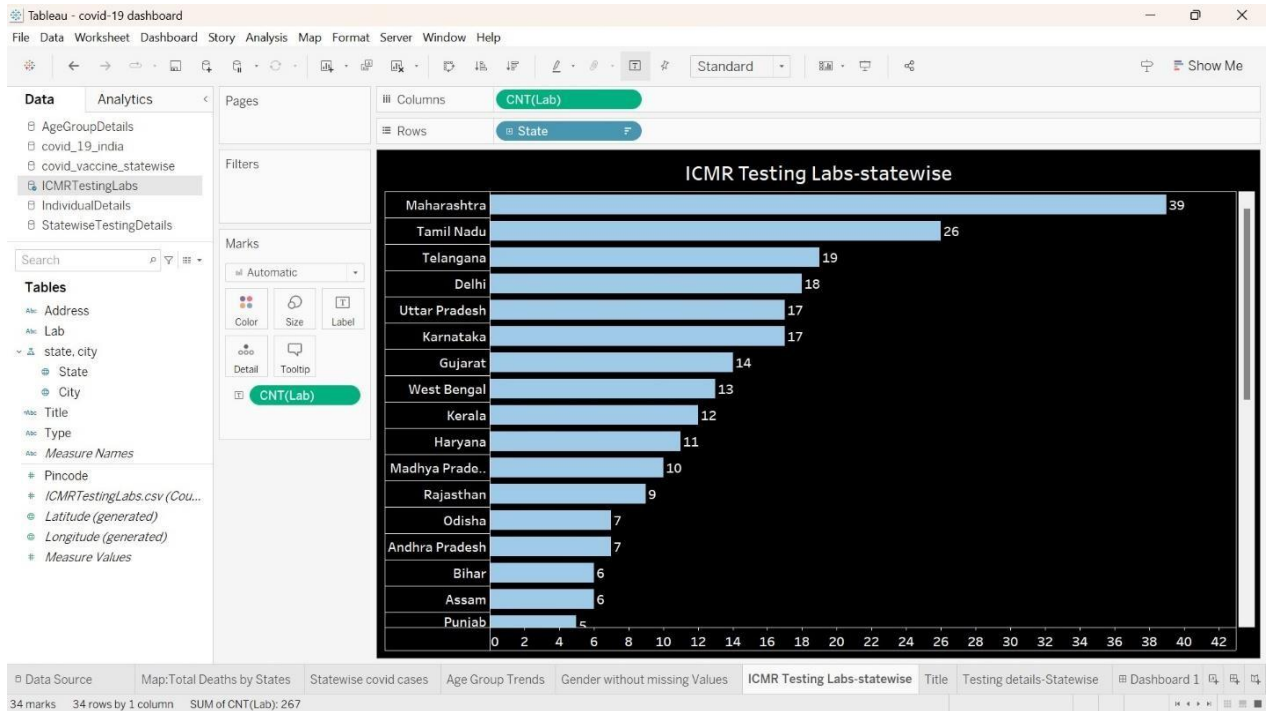 Tableau - covid-19 dashboard
File Data Worksheet Dashboard Story Analysis Map Format Server Window Help
Standard
Show Me
Data Analytics
AgeGroupDetails
covid_19_india
covid_vaccine_statewise
ICMRTestingLabs
IndividualDetails
StatewiseTestingDetails
Search
Tables
Abc Address
Abc Lab
state, city
State
City
Abc Title
Abc Type
Abc Measure Names
# Pincode
# ICMRTestingLabs.csv (Cou...
Latitude (generated)
Longitude (generated)
# Measure Values
Pages
Filters
Marks
Automatic
Color Size Label
Detail Tooltip
CNT(Lab)
Columns CNT(Lab)
Rows State
ICMR Testing Labs-statewise
Maharashtra 39
Tamil Nadu 26
Telangana 19
Delhi 18
Uttar Pradesh 17
Karnataka 17
Gujarat 14
West Bengal 13
Kerala 12
Haryana 11
Madhya Prade.. 10
Rajasthan 9
Odisha 7
Andhra Pradesh 7
Bihar 6
Assam 6
Punjab 5
0 2 4 6 8 10 12 14 16 18 20 22 24 26 28 30 32 34 36 38 40 42
Data Source Map:Total Deaths by States Statewise covid cases Age Group Trends Gender without missing Values ICMR Testing Labs-statewise Title Testing details-Statewise Dashboard 1
34 marks 34 rows by 1 column SUM of CNT(Lab): 267